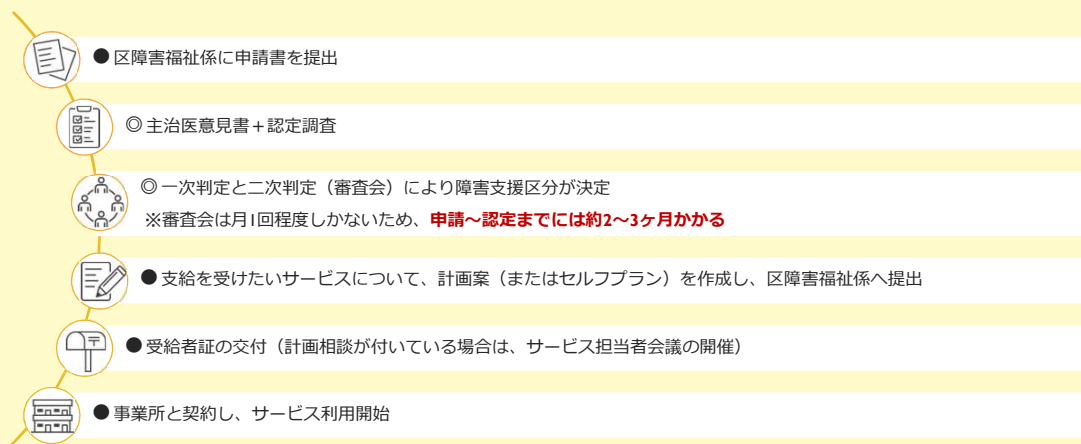 ●区障害福祉係に申請書を提出
◎主治医意見書＋認定調査
◎一次判定と二次判定（審査会）により障害支援区分が決定
※審査会は月1回程度しかないため、申請～認定までには約2～3ヶ月かかる
●支給を受けたいサービスについて、計画案（またはセルフプラン）を作成し、区障害福祉係へ提出
●受給者証の交付（計画相談が付いている場合は、サービス担当者会議の開催）
●事業所と契約し、サービス利用開始